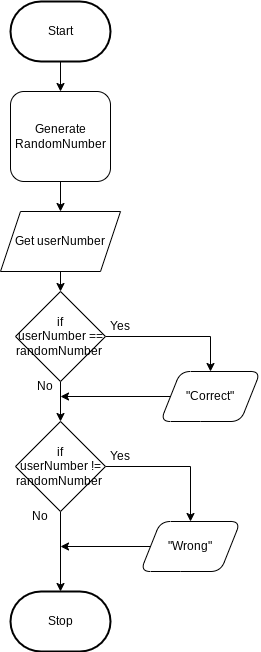 Start
Generate
RandomNumber
Get userNumber
if
userNumber ==
randomNumber
Yes
No
"Correct"
if
userNumber !=
randomNumber
Yes
No
"Wrong"
Stop